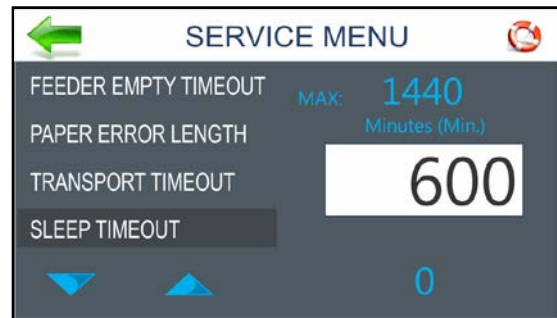 SERVICE MENU
FEEDER EMPTY TIMEOUT
PAPER ERROR LENGTH
TRANSPORT TIMEOUT
SLEEP TIMEOUT
MAX: 1440
Minutes (Min.)
600
0